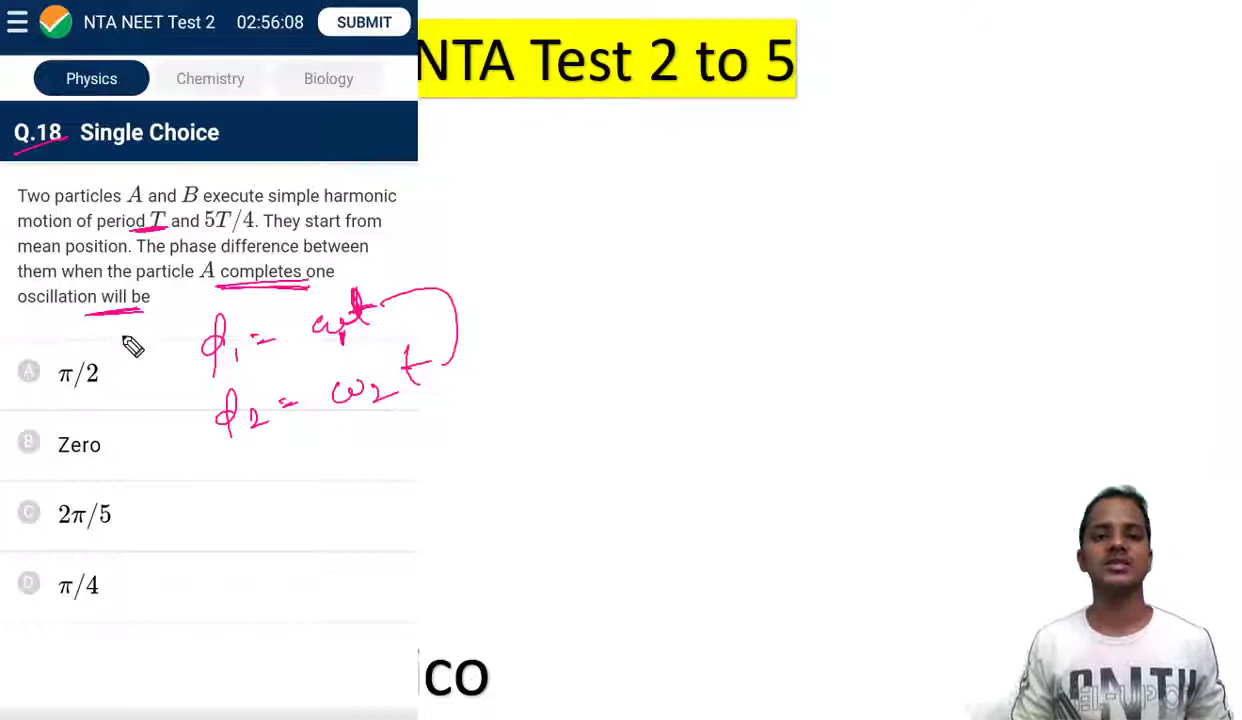 NTA NEET Test 2 02:56:08 SUBMIT
NTA Test 2 to 5
Physics Chemistry Biology
Q.18 Single Choice
Two particles A and B execute simple harmonic
motion of period T and 5T/4. They start from
mean position. The phase difference between
them when the particle A completes one
oscillation will be
ϕ₁ = ω₁t
ϕ₂ = ω₂ t
A π/2
B Zero
C 2π/5
D π/4
co